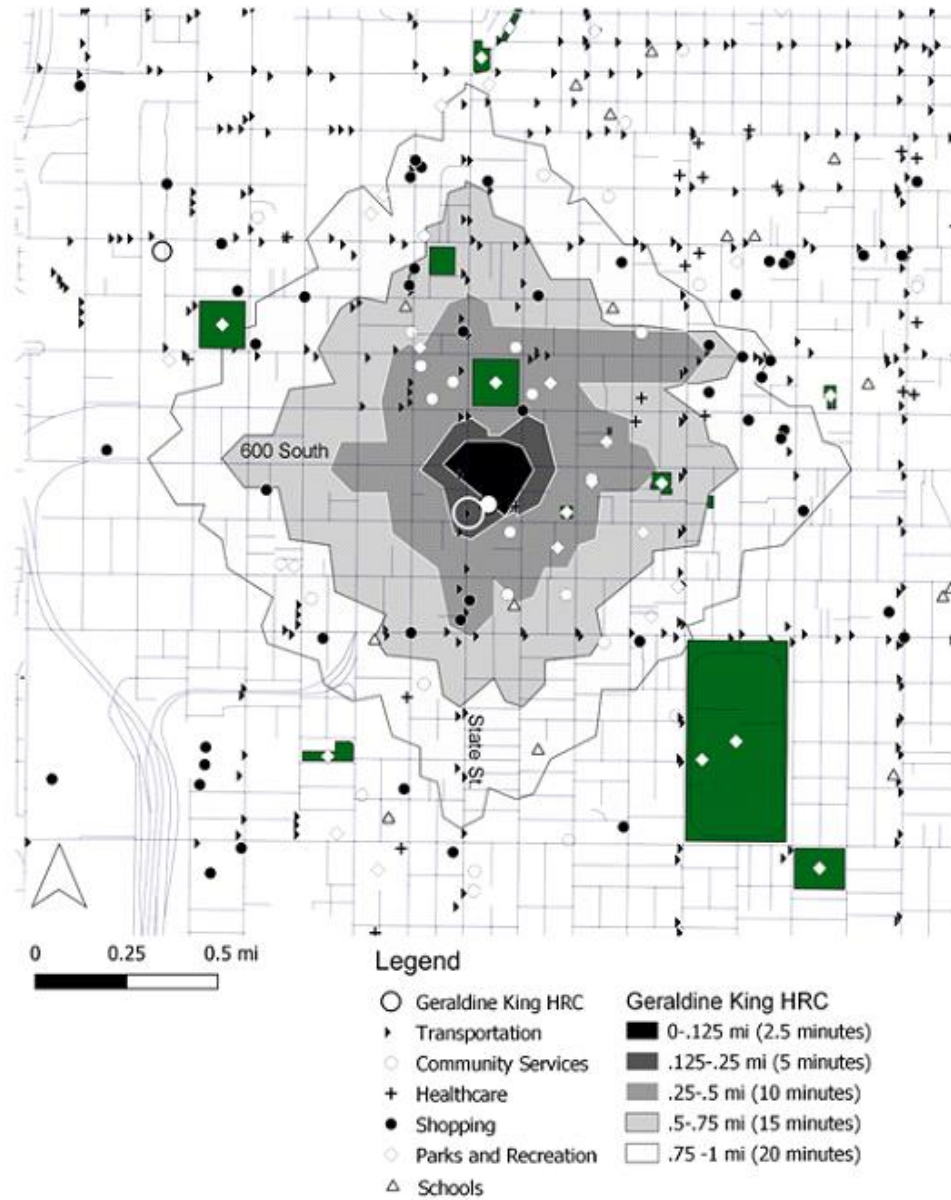 600 South
State St.
0 0.25 0.5 mi
Legend
Geraldine King HRC
Transportation
Community Services
Healthcare
Shopping
Parks and Recreation
Schools
Geraldine King HRC
0-.125 mi (2.5 minutes)
.125-.25 mi (5 minutes)
.25-.5 mi (10 minutes)
.5-.75 mi (15 minutes)
.75 -1 mi (20 minutes)